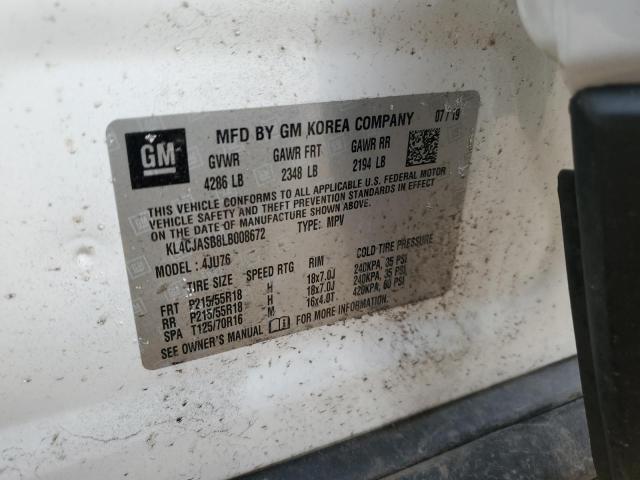 GM
MFD BY GM KOREA COMPANY 07/19
GVWR GAWR FRT GAWR RR
4286 LB 2348 LB 2194 LB
THIS VEHICLE CONFORMS TO ALL APPLICABLE U.S. FEDERAL MOTOR
VEHICLE SAFETY AND THEFT PREVENTION STANDARDS IN EFFECT
ON THE DATE OF MANUFACTURE SHOWN ABOVE.
KL4CJASB8LB008672 TYPE: MPV
MODEL: 4JU76
TIRE SIZE SPEED RTG RIM COLD TIRE PRESSURE
FRT P215/55R18 H 18x7.0J 240KPA, 35 PSI
RR P215/55R18 H 18x7.0J 240KPA, 35 PSI
SPA T125/70R16 M 16x4.0T 420KPA, 60 PSI
SEE OWNER'S MANUAL FOR MORE INFORMATION.